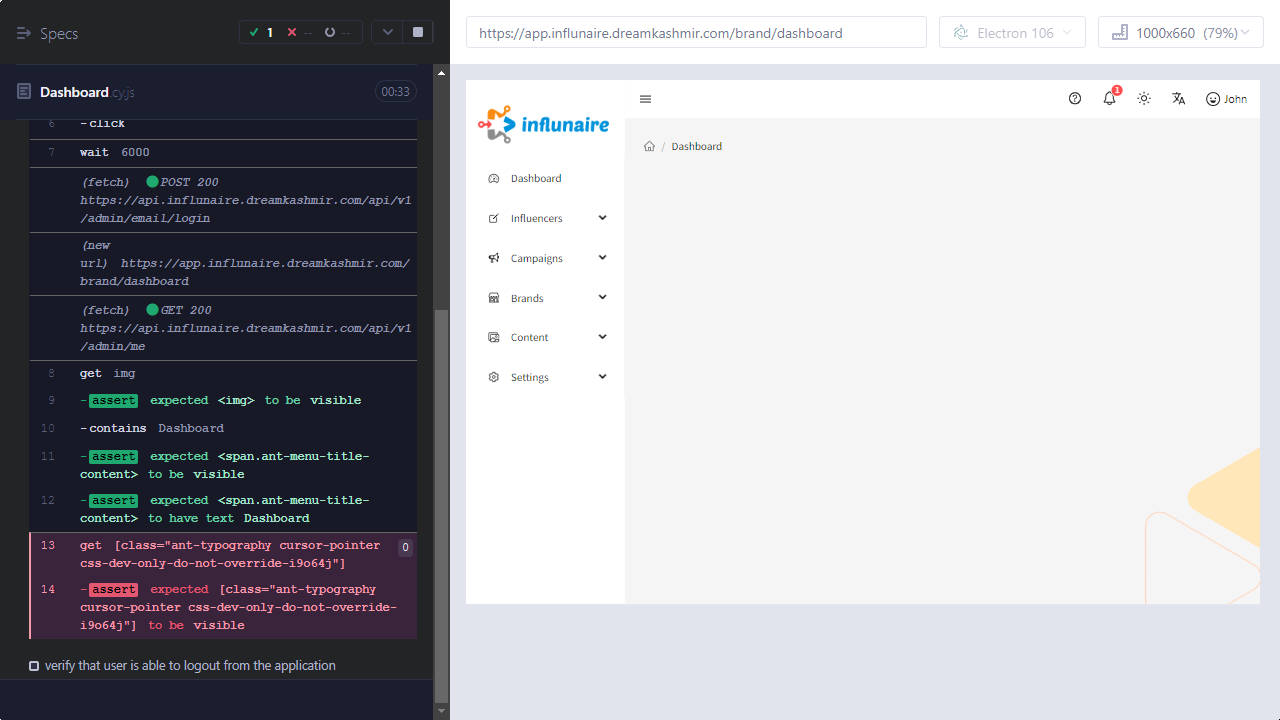 Specs
1
--
--
https://app.influnaire.dreamkashmir.com/brand/dashboard
Electron 106
1000x660 (79%)
Dashboard.cy.js
00:33
6 -click
7 wait 6000
(fetch) POST 200
https://api.influnaire.dreamkashmir.com/api/v1
/admin/email/login
(new
url) https://app.influnaire.dreamkashmir.com/
brand/dashboard
(fetch) GET 200
https://api.influnaire.dreamkashmir.com/api/v1
/admin/me
8 get img
9 -assert expected <img> to be visible
10 -contains Dashboard
11 -assert expected <span.ant-menu-title-
content> to be visible
12 -assert expected <span.ant-menu-title-
content> to have text Dashboard
13 get [class="ant-typography cursor-pointer 0
css-dev-only-do-not-override-i9o64j"]
14 -assert expected [class="ant-typography
cursor-pointer css-dev-only-do-not-override-
i9o64j"] to be visible
verify that user is able to logout from the application
influnaire
1
John
/ Dashboard
Dashboard
Influencers
Campaigns
Brands
Content
Settings